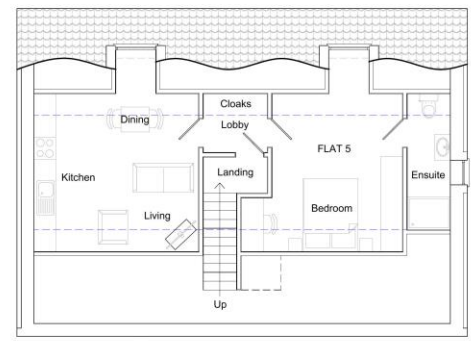 Cloaks
Dining
Lobby
FLAT 5
Kitchen
Landing
Ensuite
Living
Bedroom
Up